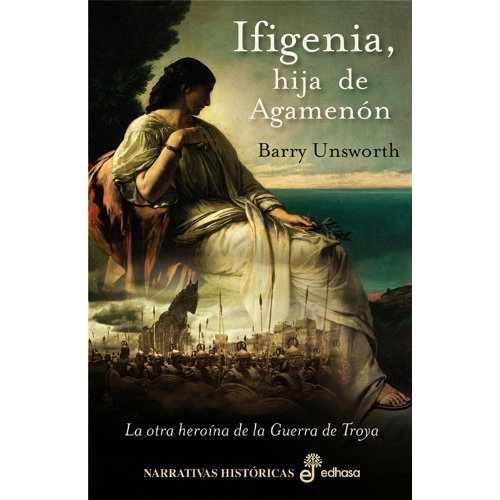 Ifigenia,
hija de
Agamenón
Barry Unsworth
La otra heroína de la Guerra de Troya
NARRATIVAS HISTÓRICAS edhasa